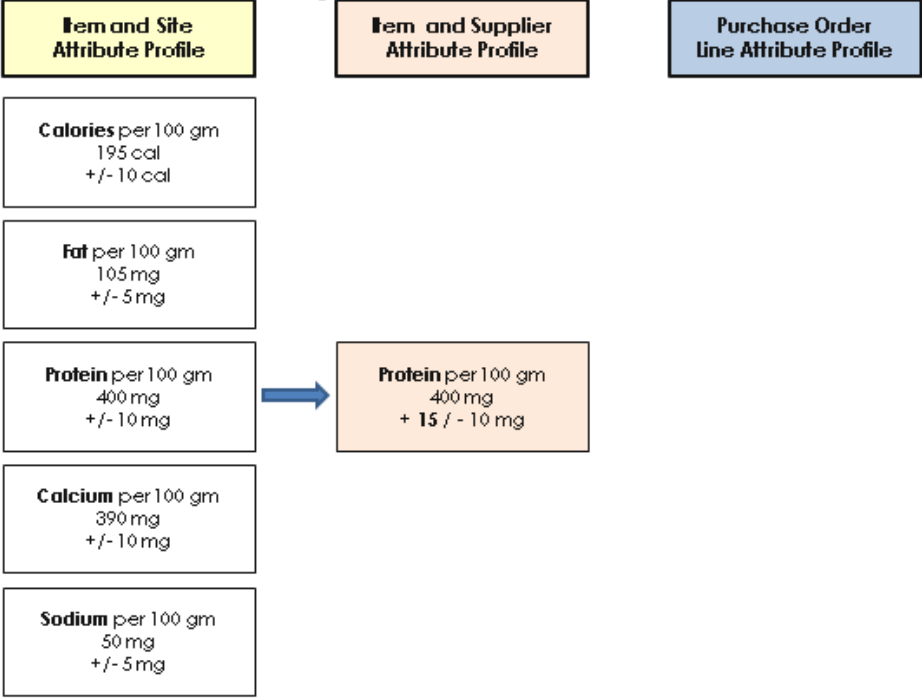 Item and Site
Attribute Profile
Item and Supplier
Attribute Profile
Purchase Order
Line Attribute Profile
Calories per 100 gm
195 cal
+/- 10 cal
Fat per 100 gm
105 mg
+/- 5 mg
Protein per 100 gm
400 mg
+/- 10 mg
Protein per 100 gm
400 mg
+ 15 / - 10 mg
Calcium per 100 gm
390 mg
+/- 10 mg
Sodium per 100 gm
50 mg
+/- 5 mg